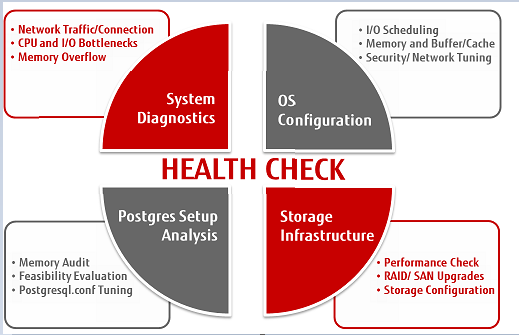 • Network Traffic/Connection
• CPU and I/O Bottlenecks
• Memory Overflow
• I/O Scheduling
• Memory and Buffer/Cache
• Security/ Network Tuning
System
Diagnostics
OS
Configuration
HEALTH CHECK
Postgres Setup
Analysis
Storage
Infrastructure
• Memory Audit
• Feasibility Evaluation
• Postgresql.conf Tuning
• Performance Check
• RAID/ SAN Upgrades
• Storage Configuration